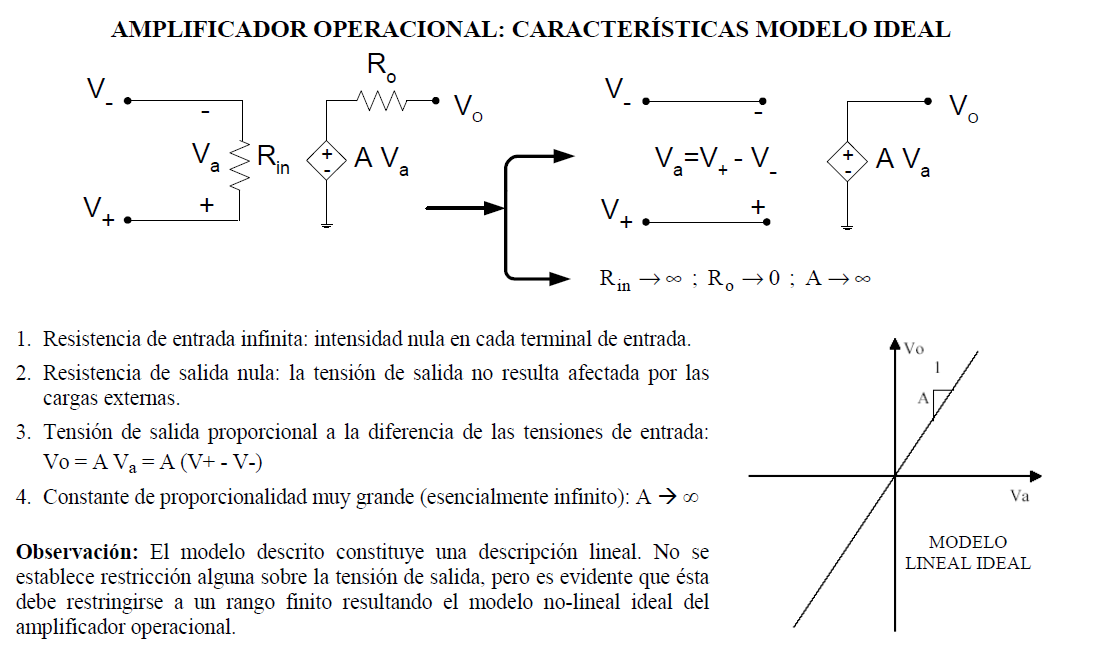 AMPLIFICADOR OPERACIONAL: CARACTERÍSTICAS MODELO IDEAL
V- - Va + V+ Rin
Ro Vo + - A Va
V- - Va=V+ - V- + V+
Vo + - A Va
Rin → ∞ ; Ro → 0 ; A → ∞
1. Resistencia de entrada infinita: intensidad nula en cada terminal de entrada.
2. Resistencia de salida nula: la tensión de salida no resulta afectada por las
cargas externas.
3. Tensión de salida proporcional a la diferencia de las tensiones de entrada:
Vo = A Va = A (V+ - V-)
4. Constante de proporcionalidad muy grande (esencialmente infinito): A → ∞
Observación: El modelo descrito constituye una descripción lineal. No se
establece restricción alguna sobre la tensión de salida, pero es evidente que ésta
debe restringirse a un rango finito resultando el modelo no-lineal ideal del
amplificador operacional.
Vo
1
A
Va
MODELO
LINEAL IDEAL